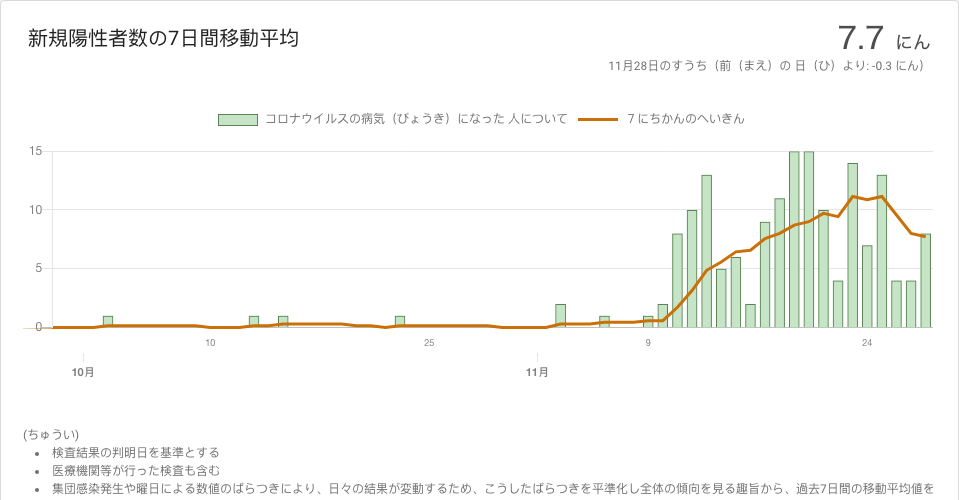 新規陽性者数の7日間移動平均
7.7 にん
11月28日のすうち（前（まえ）の 日（ひ）より: -0.3 にん）
コロナウイルスの病気（びょうき）になった 人について
7 にちかんのへいきん
15
10
5
0
10
25
9
24
10月
11月
(ちゅうい)
• 検査結果の判明日を基準とする
• 医療機関等が行った検査も含む
• 集団感染発生や曜日による数値のばらつきにより、日々の結果が変動するため、こうしたばらつきを平準化し全体の傾向を見る趣旨から、過去7日間の移動平均値を